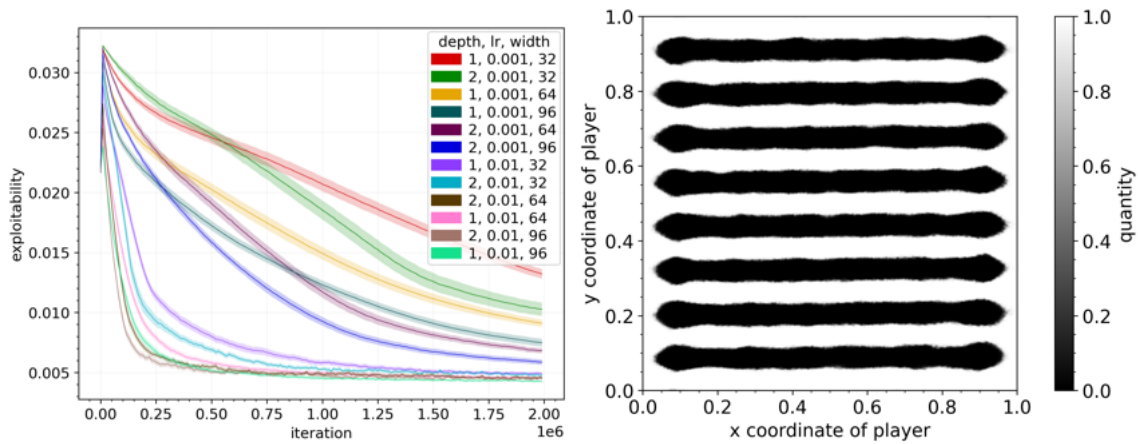 depth, lr, width
1, 0.001, 32
2, 0.001, 32
1, 0.001, 64
1, 0.001, 96
2, 0.001, 64
2, 0.001, 96
1, 0.01, 32
2, 0.01, 32
2, 0.01, 64
1, 0.01, 64
2, 0.01, 96
1, 0.01, 96
exploitability
0.030
0.025
0.020
0.015
0.010
0.005
0.00 0.25 0.50 0.75 1.00 1.25 1.50 1.75 2.00
iteration
1e6
y coordinate of player
1.0
0.8
0.6
0.4
0.2
0.0
0.0 0.2 0.4 0.6 0.8 1.0
x coordinate of player
1.0
0.8
0.6
0.4
0.2
0.0
quantity